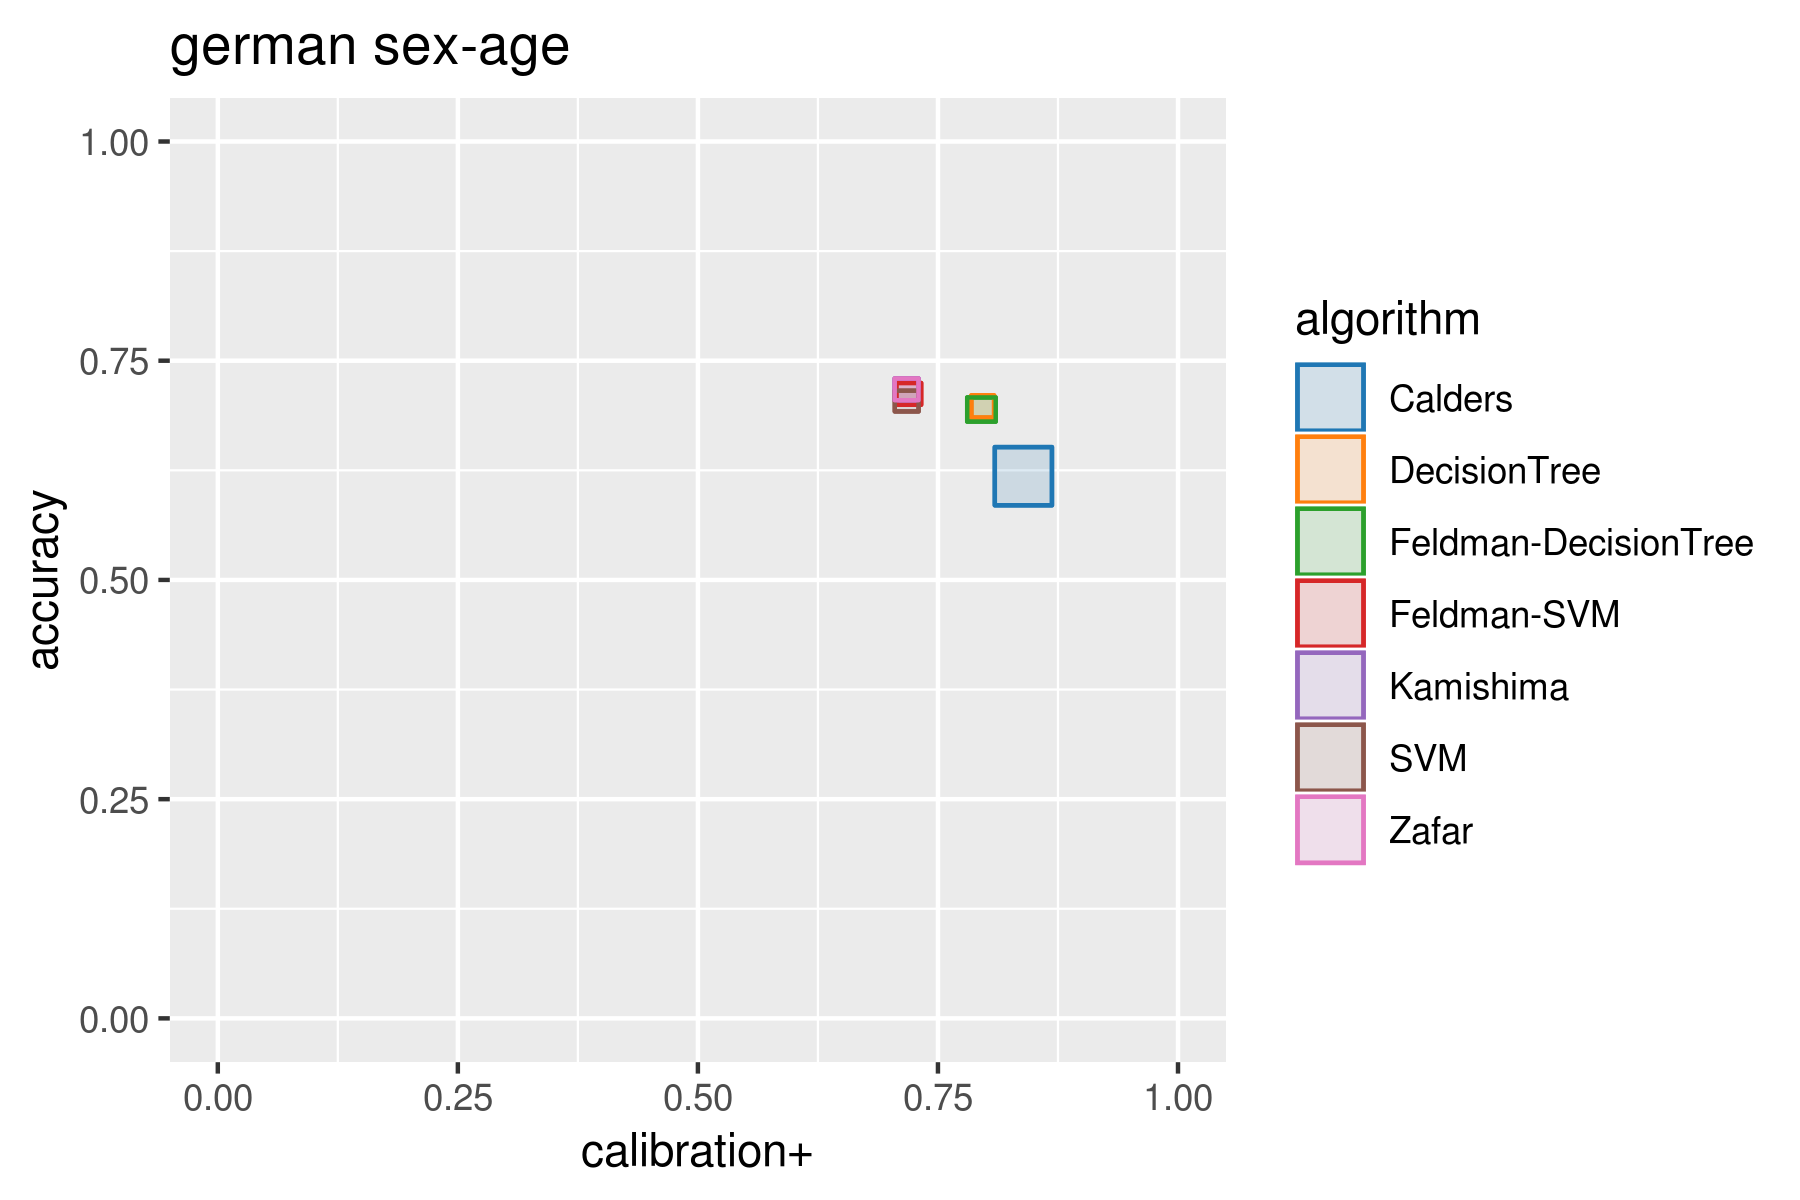 german sex-age
1.00
0.75
0.50
0.25
0.00
accuracy
0.00 0.25 0.50 0.75 1.00
calibration+
algorithm
Calders
DecisionTree
Feldman-DecisionTree
Feldman-SVM
Kamishima
SVM
Zafar